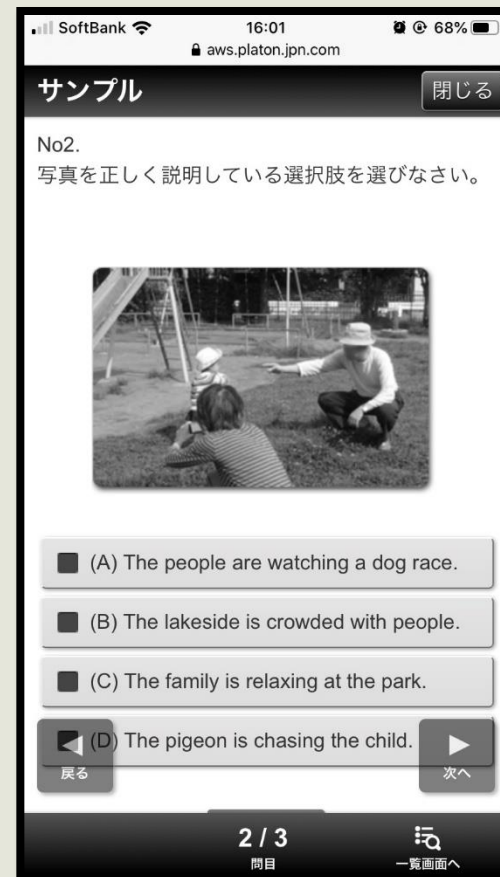 SoftBank 16:01 68%
aws.platon.jpn.com
サンプル 閉じる
No2.
写真を正しく説明している選択肢を選びなさい。
(A) The people are watching a dog race.
(B) The lakeside is crowded with people.
(C) The family is relaxing at the park.
(D) The pigeon is chasing the child.
戻る 次へ
2 / 3
問目 一覧画面へ